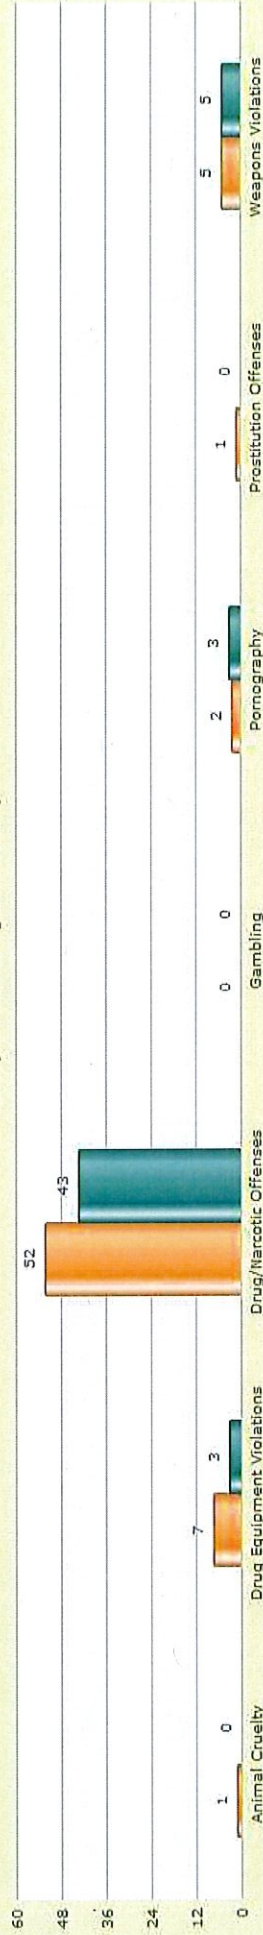 60
48
36
24
12
0
1
0
7
3
52
43
0
0
2
3
1
0
5
5
Animal Cruelty
Drug Equipment Violations
Drug/Narcotic Offenses
Gambling
Pornography
Prostitution Offenses
Weapons Violations